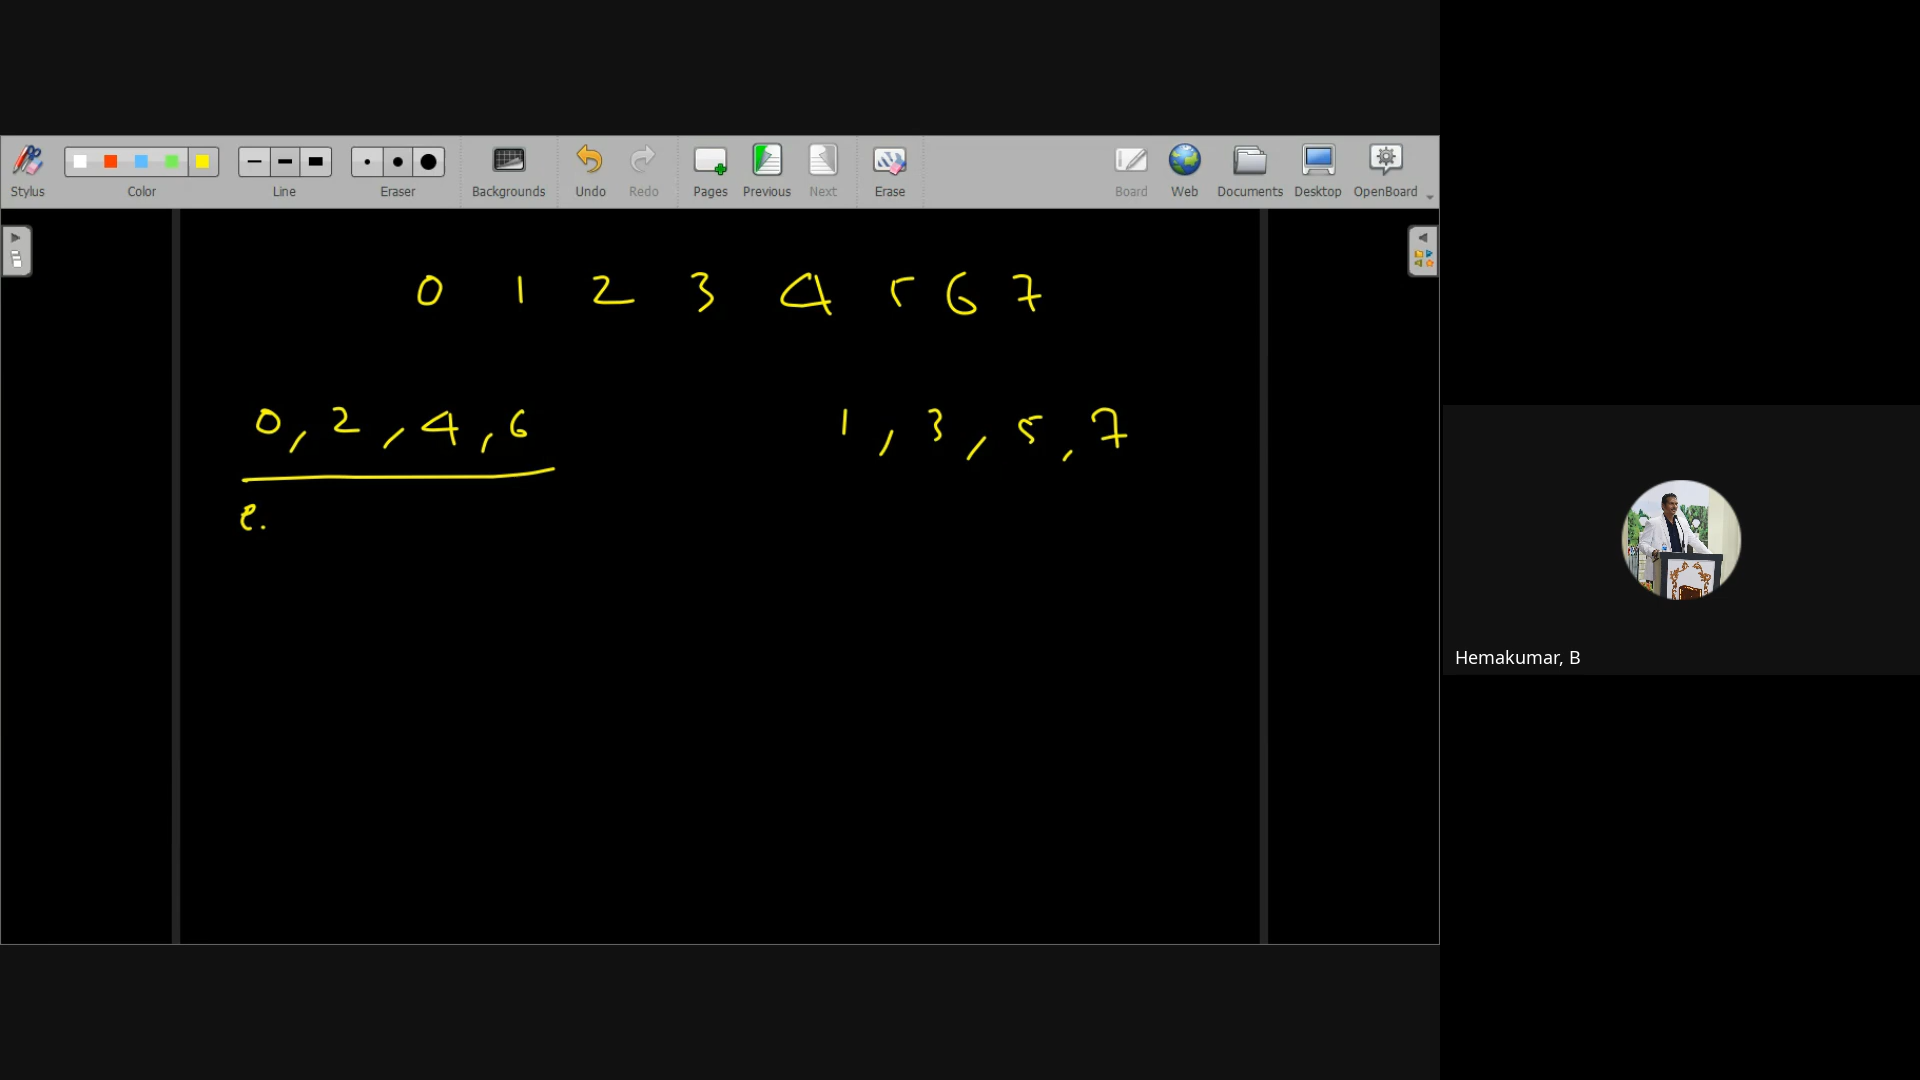 Stylus Color Line Eraser Backgrounds Undo Redo Pages Previous Next Erase Board Web Documents Desktop OpenBoard
0 1 2 3 4 5 6 7
0, 2, 4, 6 1, 3, 5, 7
e.
Hemakumar, B